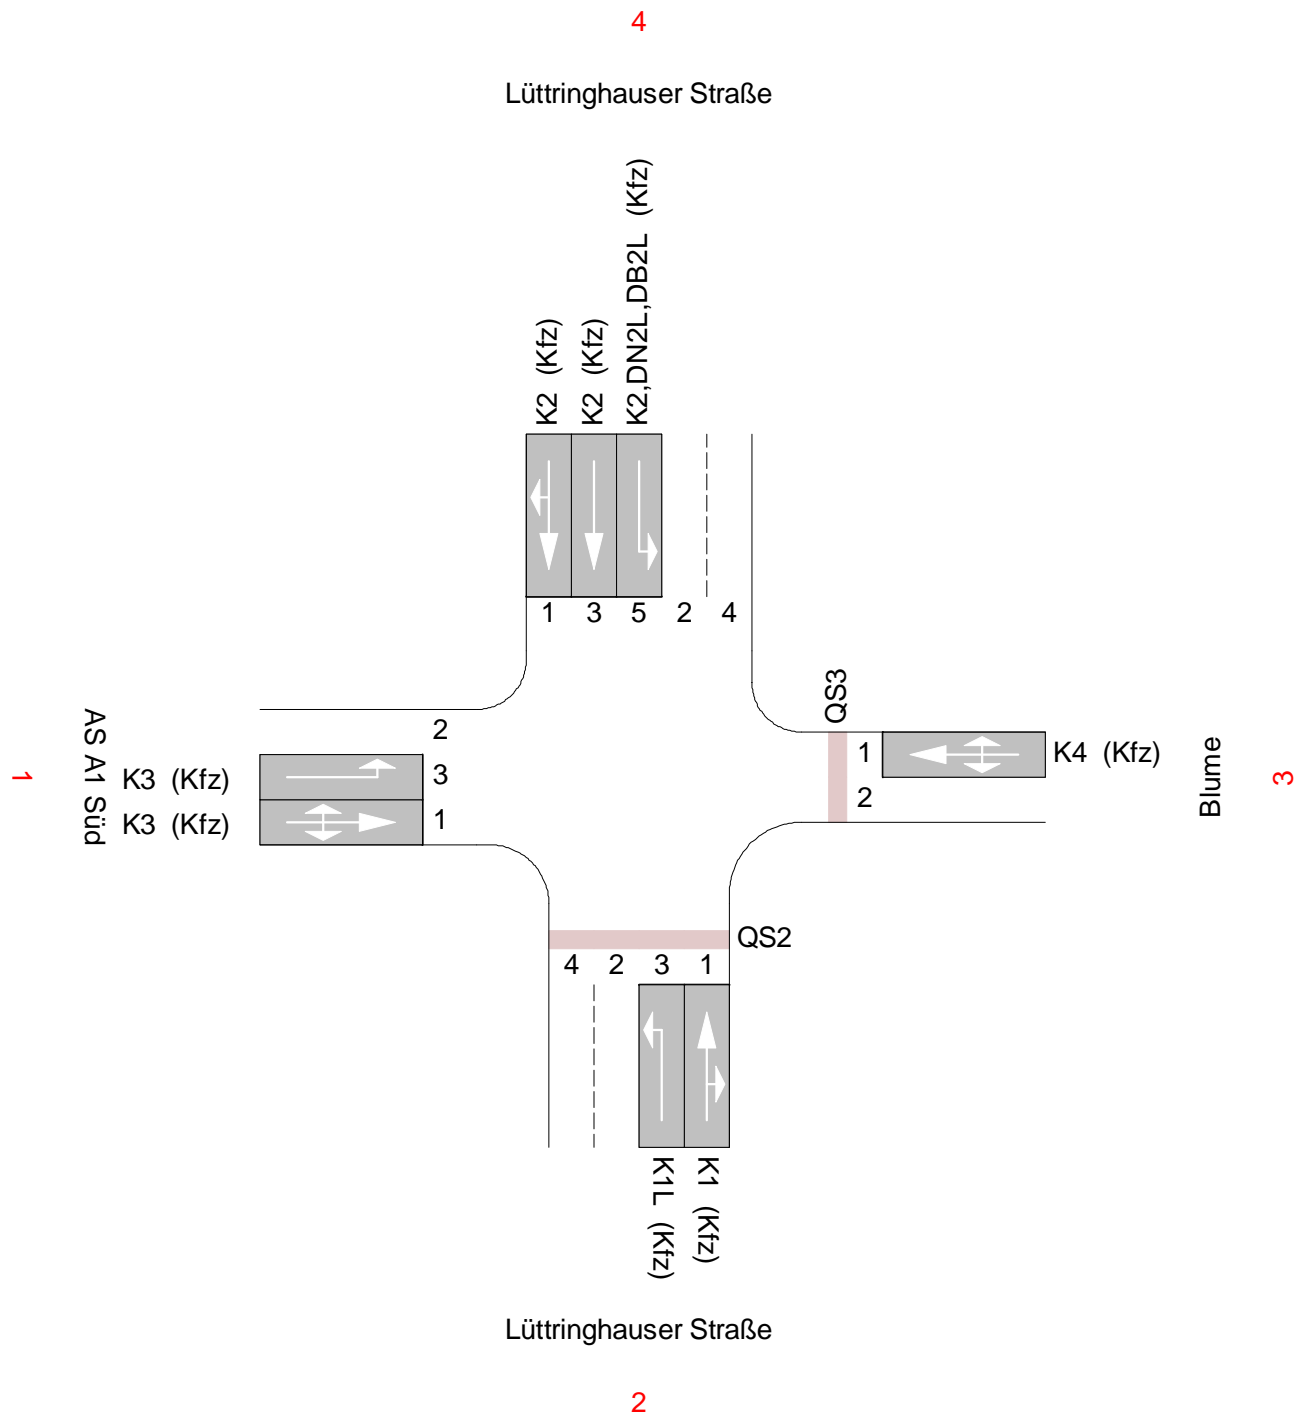 4
Lüttringhauser Straße
K2 (Kfz)
K2 (Kfz)
K2,DN2L,DB2L (Kfz)
1 3 5 2 4
QS3
AS A1 Süd
1
2
K3 (Kfz)
3
K3 (Kfz)
1
1
K4 (Kfz)
2
Blume
3
QS2
4 2 3 1
K1L (Kfz)
K1 (Kfz)
Lüttringhauser Straße
2